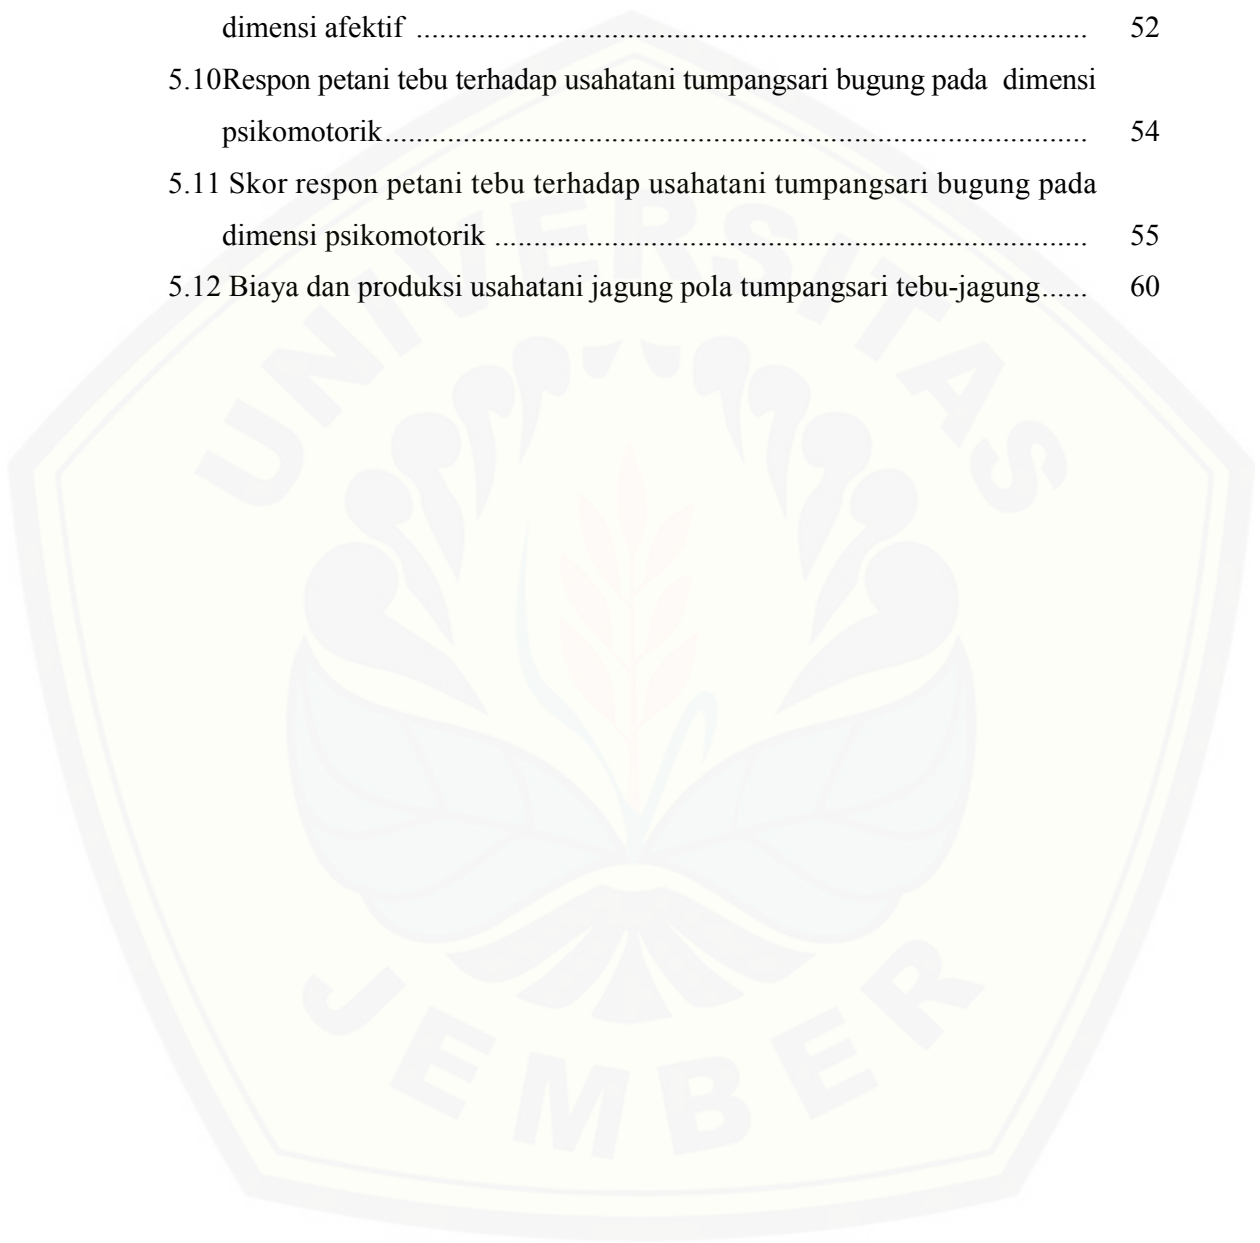 dimensi afektif ........................................................................................ 52
5.10Respon petani tebu terhadap usahatani tumpangsari bugung pada dimensi
psikomotorik........................................................................................... 54
5.11 Skor respon petani tebu terhadap usahatani tumpangsari bugung pada
dimensi psikomotorik ............................................................................. 55
5.12 Biaya dan produksi usahatani jagung pola tumpangsari tebu-jagung...... 60
UNIVERSITAS
JEMBER